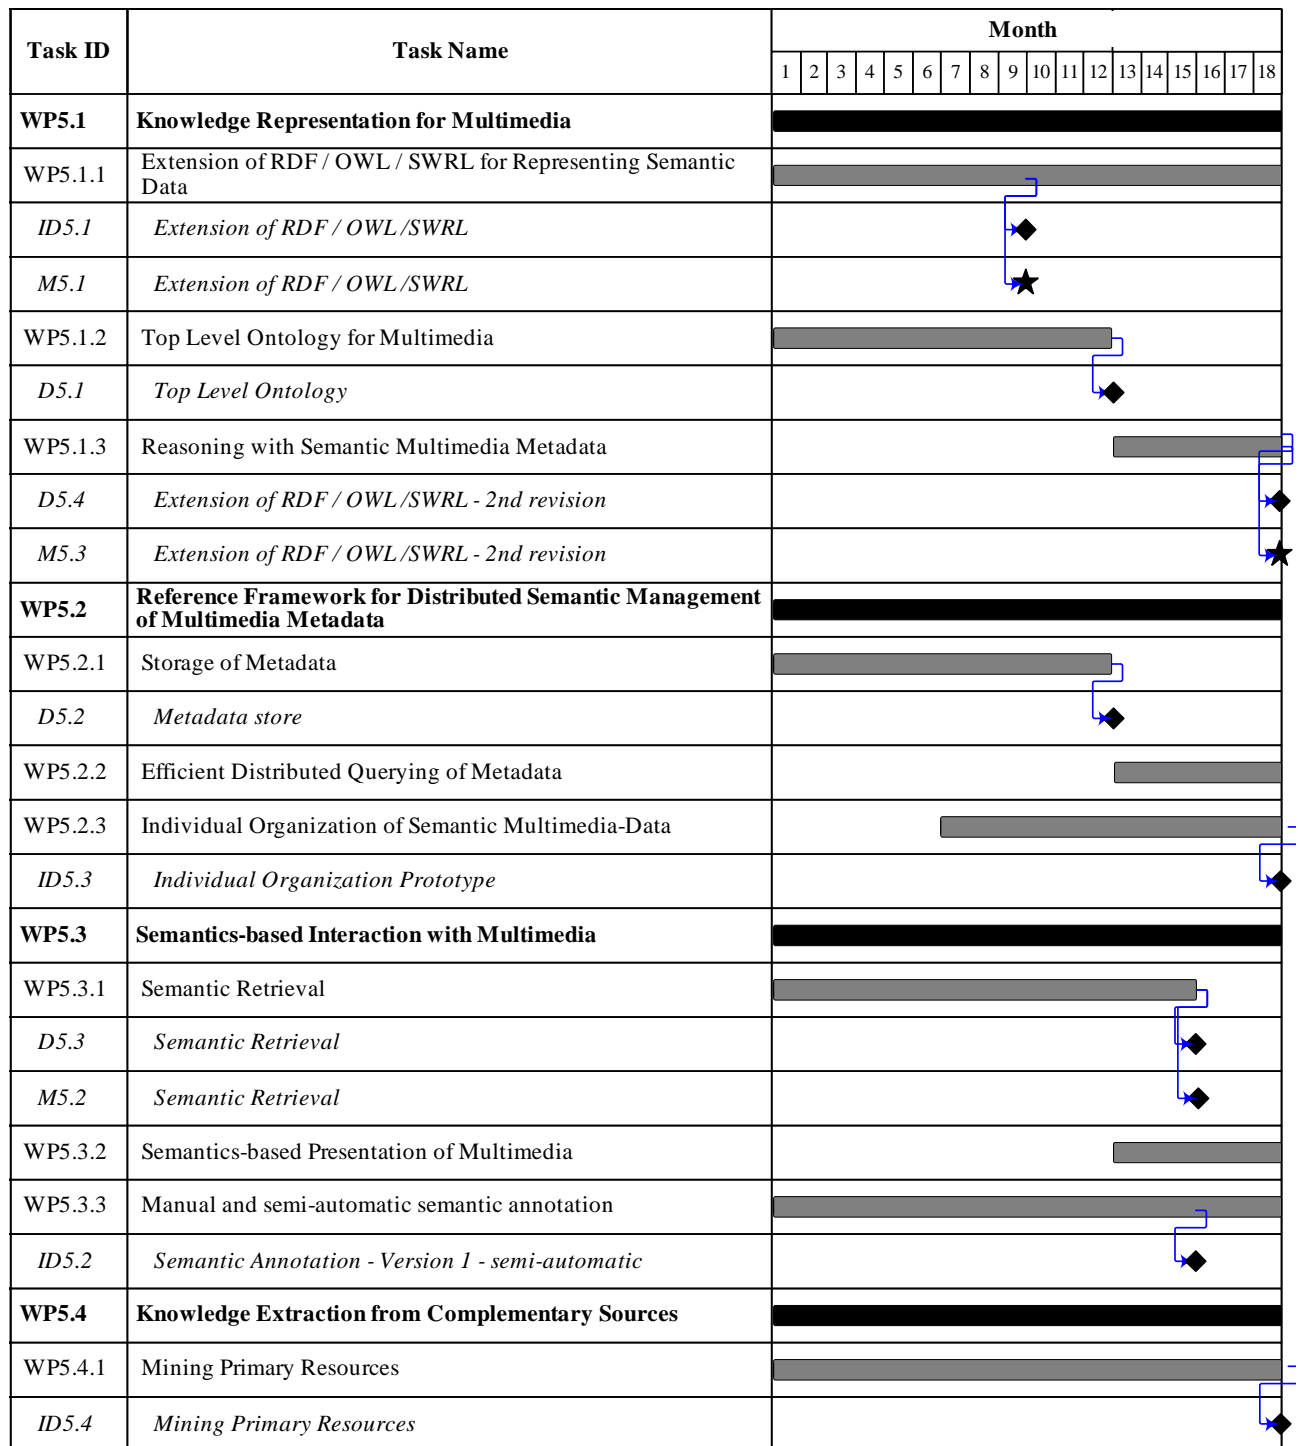 Task ID Task Name Month
1 2 3 4 5 6 7 8 9 10 11 12 13 14 15 16 17 18
WP5.1 Knowledge Representation for Multimedia
WP5.1.1 Extension of RDF / OWL / SWRL for Representing Semantic
Data
ID5.1 Extension of RDF / OWL /SWRL
M5.1 Extension of RDF / OWL /SWRL
WP5.1.2 Top Level Ontology for Multimedia
D5.1 Top Level Ontology
WP5.1.3 Reasoning with Semantic Multimedia Metadata
D5.4 Extension of RDF / OWL /SWRL - 2nd revision
M5.3 Extension of RDF / OWL /SWRL - 2nd revision
WP5.2 Reference Framework for Distributed Semantic Management
of Multimedia Metadata
WP5.2.1 Storage of Metadata
D5.2 Metadata store
WP5.2.2 Efficient Distributed Querying of Metadata
WP5.2.3 Individual Organization of Semantic Multimedia-Data
ID5.3 Individual Organization Prototype
WP5.3 Semantics-based Interaction with Multimedia
WP5.3.1 Semantic Retrieval
D5.3 Semantic Retrieval
M5.2 Semantic Retrieval
WP5.3.2 Semantics-based Presentation of Multimedia
WP5.3.3 Manual and semi-automatic semantic annotation
ID5.2 Semantic Annotation - Version 1 - semi-automatic
WP5.4 Knowledge Extraction from Complementary Sources
WP5.4.1 Mining Primary Resources
ID5.4 Mining Primary Resources